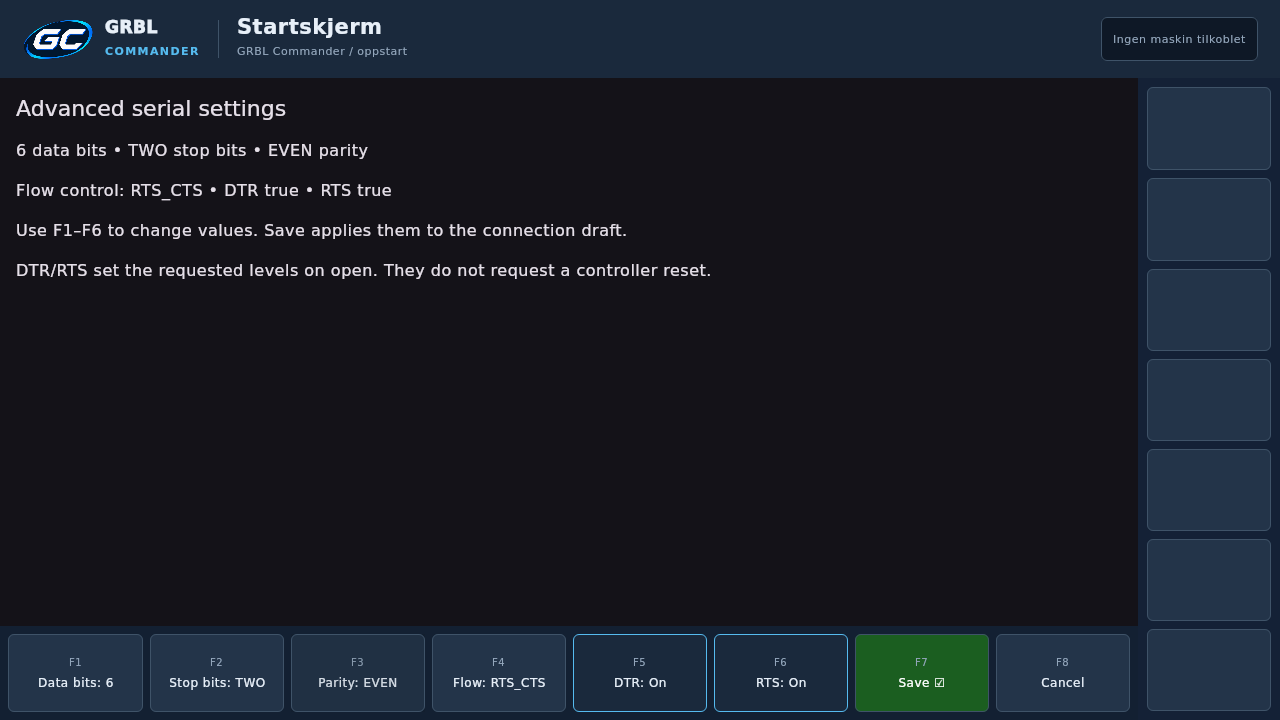 GC
GRBL
COMMANDER
Startskjerm
GRBL Commander / oppstart
Ingen maskin tilkoblet
Advanced serial settings
6 data bits • TWO stop bits • EVEN parity
Flow control: RTS_CTS • DTR true • RTS true
Use F1–F6 to change values. Save applies them to the connection draft.
DTR/RTS set the requested levels on open. They do not request a controller reset.
F1
Data bits: 6
F2
Stop bits: TWO
F3
Parity: EVEN
F4
Flow: RTS_CTS
F5
DTR: On
F6
RTS: On
F7
Save ☑
F8
Cancel